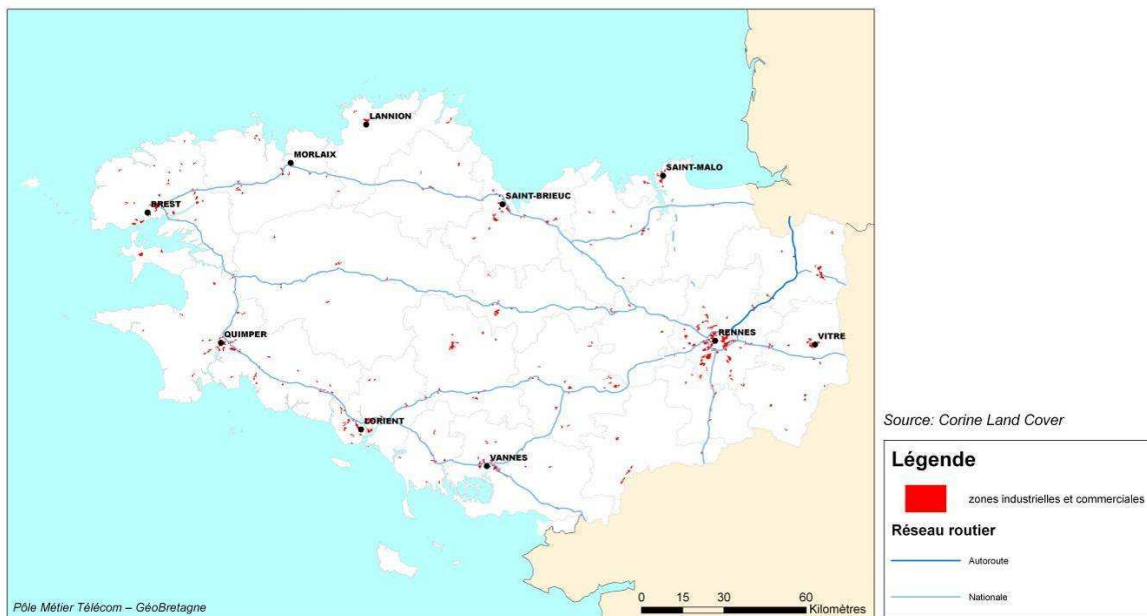 LANNION
MORLAIX
SAINT-MALO
SAINT-BRIEUC
BREST
QUIMPER
RENNES
VITRE
LORIENT
VANNES
Source: Corine Land Cover
Légende
zones industrielles et commerciales
Réseau routier
Autoroute
Nationale
0 15 30 60
Kilomètres
Pôle Métier Télécom – GéoBretagne